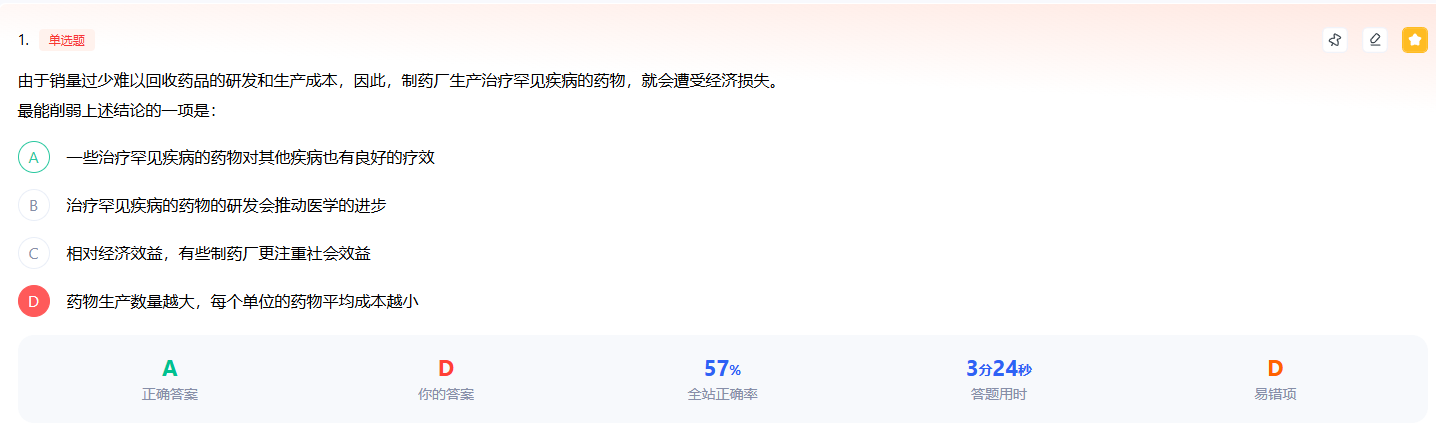 1. 单选题
由于销量过少难以回收药品的研发和生产成本，因此，制药厂生产治疗罕见疾病的药物，就会遭受经济损失。
最能削弱上述结论的一项是：
A 一些治疗罕见疾病的药物对其他疾病也有良好的疗效
B 治疗罕见疾病的药物的研发会推动医学的进步
C 相对经济效益，有些制药厂更注重社会效益
D 药物生产数量越大，每个单位的药物平均成本越小
A D 57% 3分24秒 D
正确答案 你的答案 全站正确率 答题用时 易错项